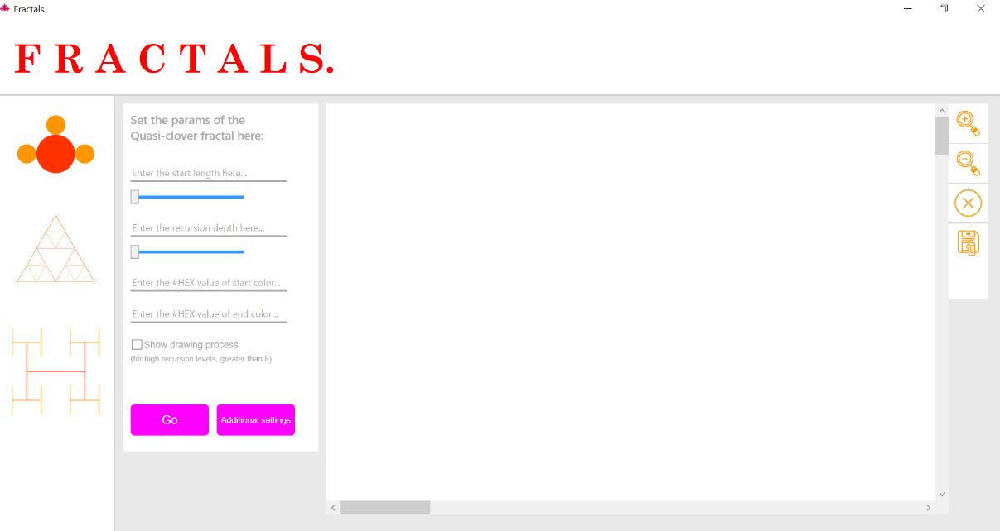 Fractals
F R A C T A L S.
Set the params of the
Quasi-clover fractal here:
Enter the start length here...
Enter the recursion depth here...
Enter the #HEX value of start color...
Enter the #HEX value of end color...
Show drawing process
(for high recursion levels, greater than 8)
Go
Additional settings